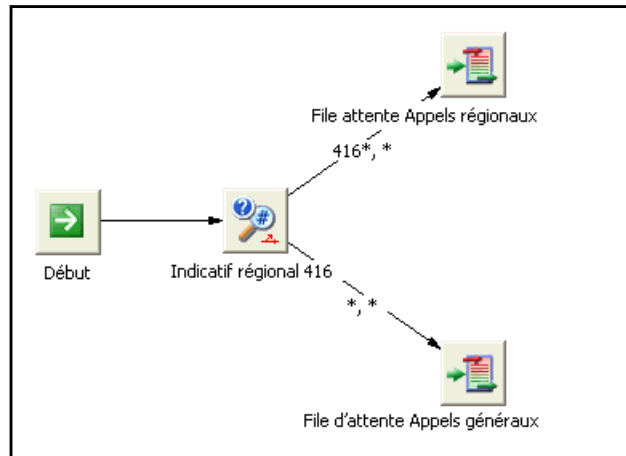 File attente Appels régionaux
416*, *
Début
Indicatif régional 416
*, *
File d'attente Appels généraux